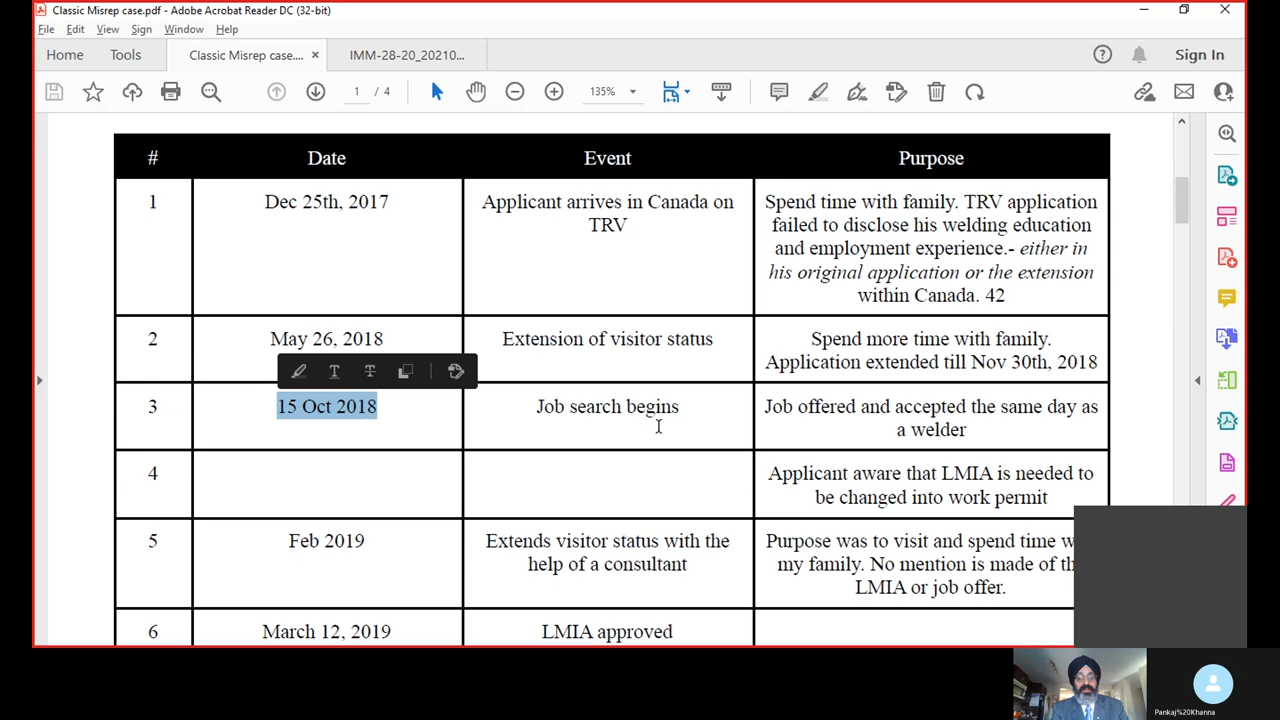 Classic Misrep case.pdf - Adobe Acrobat Reader DC (32-bit)
File Edit View Sign Window Help
Home Tools Classic Misrep case.... × IMM-28-20_20210... Sign In
1 / 4 135%
# Date Event Purpose
1 Dec 25th, 2017 Applicant arrives in Canada on Spend time with family. TRV application
TRV failed to disclose his welding education
and employment experience.- either in
his original application or the extension
within Canada. 42
2 May 26, 2018 Extension of visitor status Spend more time with family.
Application extended till Nov 30th, 2018
3 15 Oct 2018 Job search begins Job offered and accepted the same day as
a welder
4 Applicant aware that LMIA is needed to
be changed into work permit
5 Feb 2019 Extends visitor status with the Purpose was to visit and spend time
help of a consultant my family. No mention is made of
LMIA or job offer.
6 March 12, 2019 LMIA approved
Pankaj%20Khanna